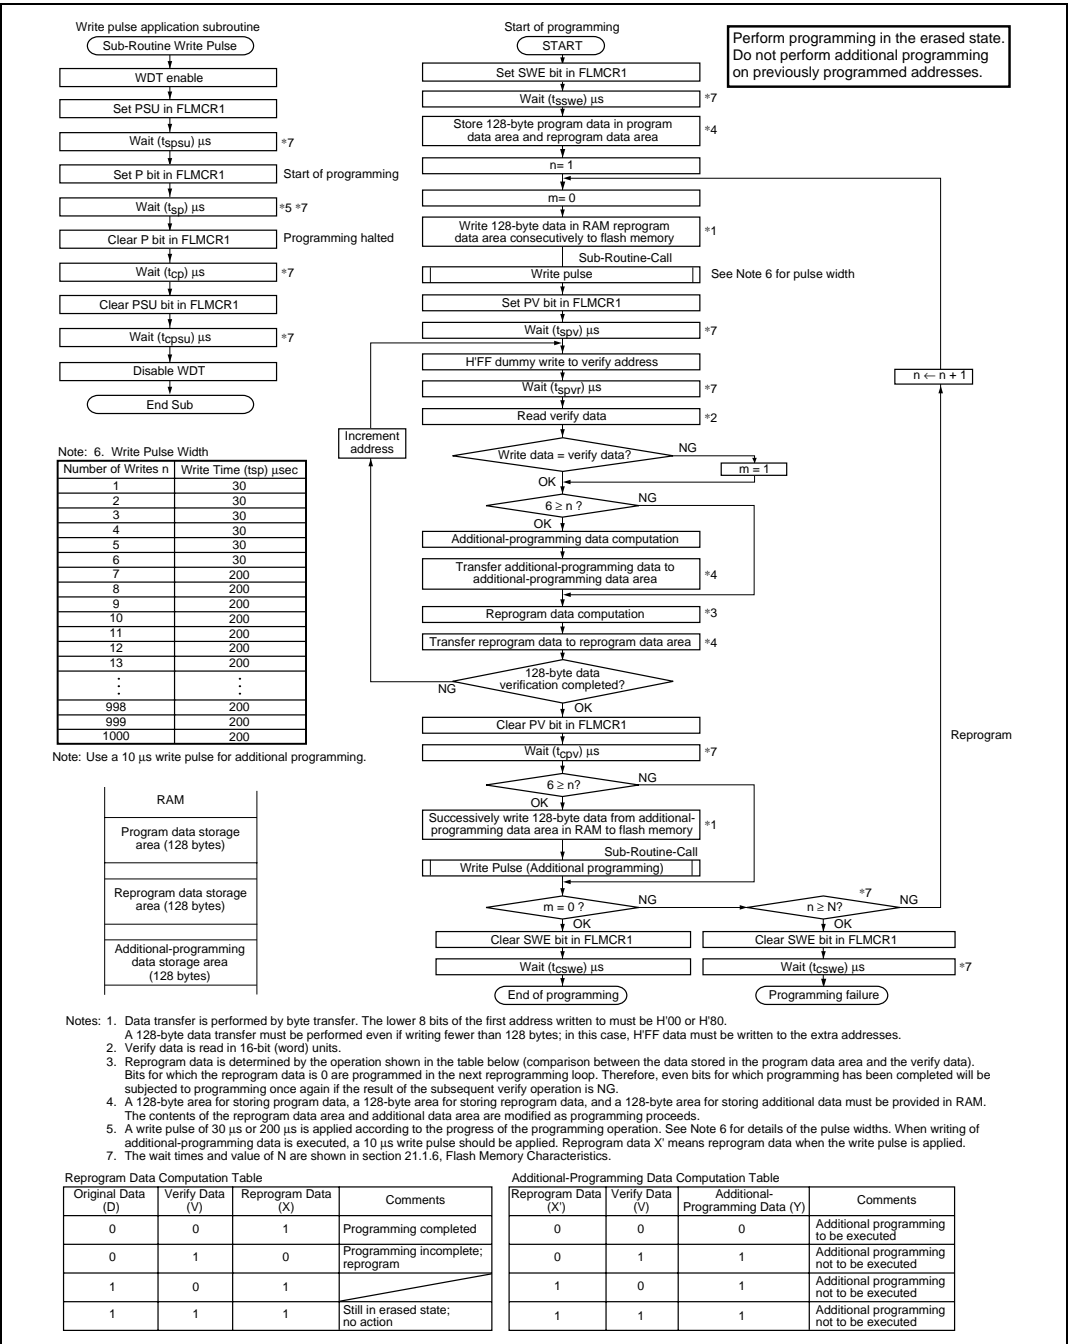 Write pulse application subroutine
Sub-Routine Write Pulse
WDT enable
Set PSU in FLMCR1
Wait (tspsu) μs
*7
Set P bit in FLMCR1
Start of programming
Wait (tsp) μs
*5 *7
Clear P bit in FLMCR1
Programming halted
Wait (tcp) μs
*7
Clear PSU bit in FLMCR1
Wait (tcpsu) μs
*7
Disable WDT
End Sub
Note: 6. Write Pulse Width
Number of Writes n Write Time (tsp) μsec
1 30
2 30
3 30
4 30
5 30
6 30
7 200
8 200
9 200
10 200
11 200
12 200
13 200
⋮ ⋮
998 200
999 200
1000 200
Note: Use a 10 μs write pulse for additional programming.
RAM
Program data storage
area (128 bytes)
Reprogram data storage
area (128 bytes)
Additional-programming
data storage area
(128 bytes)
Start of programming
START
Set SWE bit in FLMCR1
Wait (tsswe) μs
*7
Store 128-byte program data in program
data area and reprogram data area
*4
n= 1
m= 0
Write 128-byte data in RAM reprogram
data area consecutively to flash memory
*1
Sub-Routine-Call
Write pulse
See Note 6 for pulse width
Set PV bit in FLMCR1
Wait (tspv) μs
*7
H'FF dummy write to verify address
Wait (tspvr) μs
*7
Read verify data
*2
Increment
address
Write data = verify data?
NG
m = 1
OK
6 ≥ n ?
NG
OK
Additional-programming data computation
Transfer additional-programming data to
additional-programming data area
*4
Reprogram data computation
*3
Transfer reprogram data to reprogram data area
*4
128-byte data
verification completed?
NG
OK
Clear PV bit in FLMCR1
Wait (tcpv) μs
*7
6 ≥ n?
NG
OK
Successively write 128-byte data from additional-
programming data area in RAM to flash memory
*1
Sub-Routine-Call
Write Pulse (Additional programming)
m = 0 ?
NG
OK
Clear SWE bit in FLMCR1
Wait (tcswe) μs
End of programming
*7
n ≥ N?
NG
OK
Clear SWE bit in FLMCR1
Wait (tcswe) μs
*7
Programming failure
n ← n + 1
Reprogram
Perform programming in the erased state.
Do not perform additional programming
on previously programmed addresses.
Notes: 1. Data transfer is performed by byte transfer. The lower 8 bits of the first address written to must be H'00 or H'80.
A 128-byte data transfer must be performed even if writing fewer than 128 bytes; in this case, H'FF data must be written to the extra addresses.
2. Verify data is read in 16-bit (word) units.
3. Reprogram data is determined by the operation shown in the table below (comparison between the data stored in the program data area and the verify data).
Bits for which the reprogram data is 0 are programmed in the next reprogramming loop. Therefore, even bits for which programming has been completed will be
subjected to programming once again if the result of the subsequent verify operation is NG.
4. A 128-byte area for storing program data, a 128-byte area for storing reprogram data, and a 128-byte area for storing additional data must be provided in RAM.
The contents of the reprogram data area and additional data area are modified as programming proceeds.
5. A write pulse of 30 μs or 200 μs is applied according to the progress of the programming operation. See Note 6 for details of the pulse widths. When writing of
additional-programming data is executed, a 10 μs write pulse should be applied. Reprogram data X' means reprogram data when the write pulse is applied.
7. The wait times and value of N are shown in section 21.1.6, Flash Memory Characteristics.
Reprogram Data Computation Table
Original Data (D) Verify Data (V) Reprogram Data (X) Comments
0 0 1 Programming completed
0 1 0 Programming incomplete; reprogram
1 0 1
1 1 1 Still in erased state; no action
Additional-Programming Data Computation Table
Reprogram Data (X') Verify Data (V) Additional-Programming Data (Y) Comments
0 0 0 Additional programming to be executed
0 1 1 Additional programming not to be executed
1 0 1 Additional programming not to be executed
1 1 1 Additional programming not to be executed